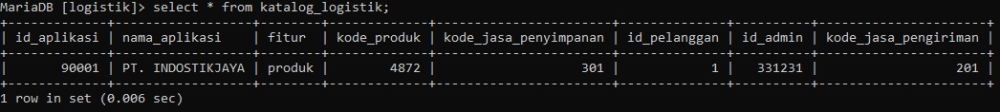 MariaDB [logistik]> select * from katalog_logistik;
+-------------+--------------------+--------+-------------+-----------------------+--------------+----------+----------------------+
| id_aplikasi | nama_aplikasi | fitur | kode_produk | kode_jasa_penyimpanan | id_pelanggan | id_admin | kode_jasa_pengiriman |
+-------------+--------------------+--------+-------------+-----------------------+--------------+----------+----------------------+
| 90001 | PT. INDOSTIKJAYA | produk | 4872 | 301 | 1 | 331231 | 201 |
+-------------+--------------------+--------+-------------+-----------------------+--------------+----------+----------------------+
1 row in set (0.006 sec)